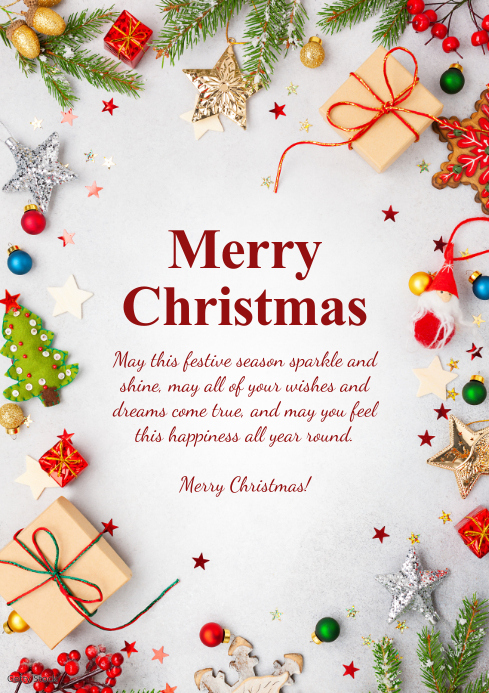 Merry
Christmas
May this festive season sparkle and
shine, may all of your wishes and
dreams come true, and may you feel
this happiness all year round.
Merry Christmas!